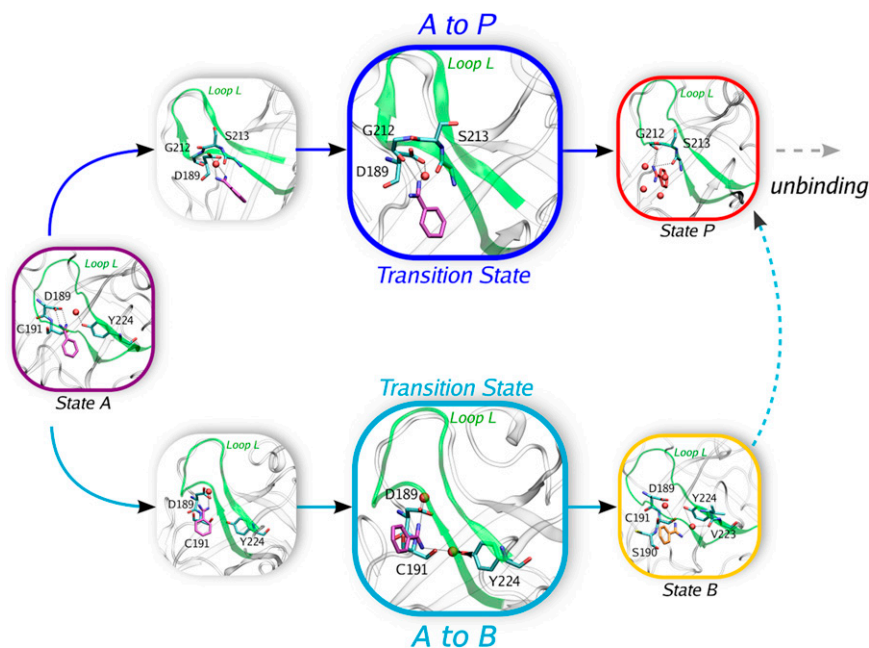 A to P
Loop L
G212
S213
D189
Loop L
G212
S213
D189
Transition State
Loop L
G212
S213
State P
unbinding
Loop L
D189
C191
Y224
State A
Transition State
Loop L
D189
C191
Y224
Loop L
D189
C191
Y224
A to B
Loop L
D189
Y224
C191
V223
S190
State B